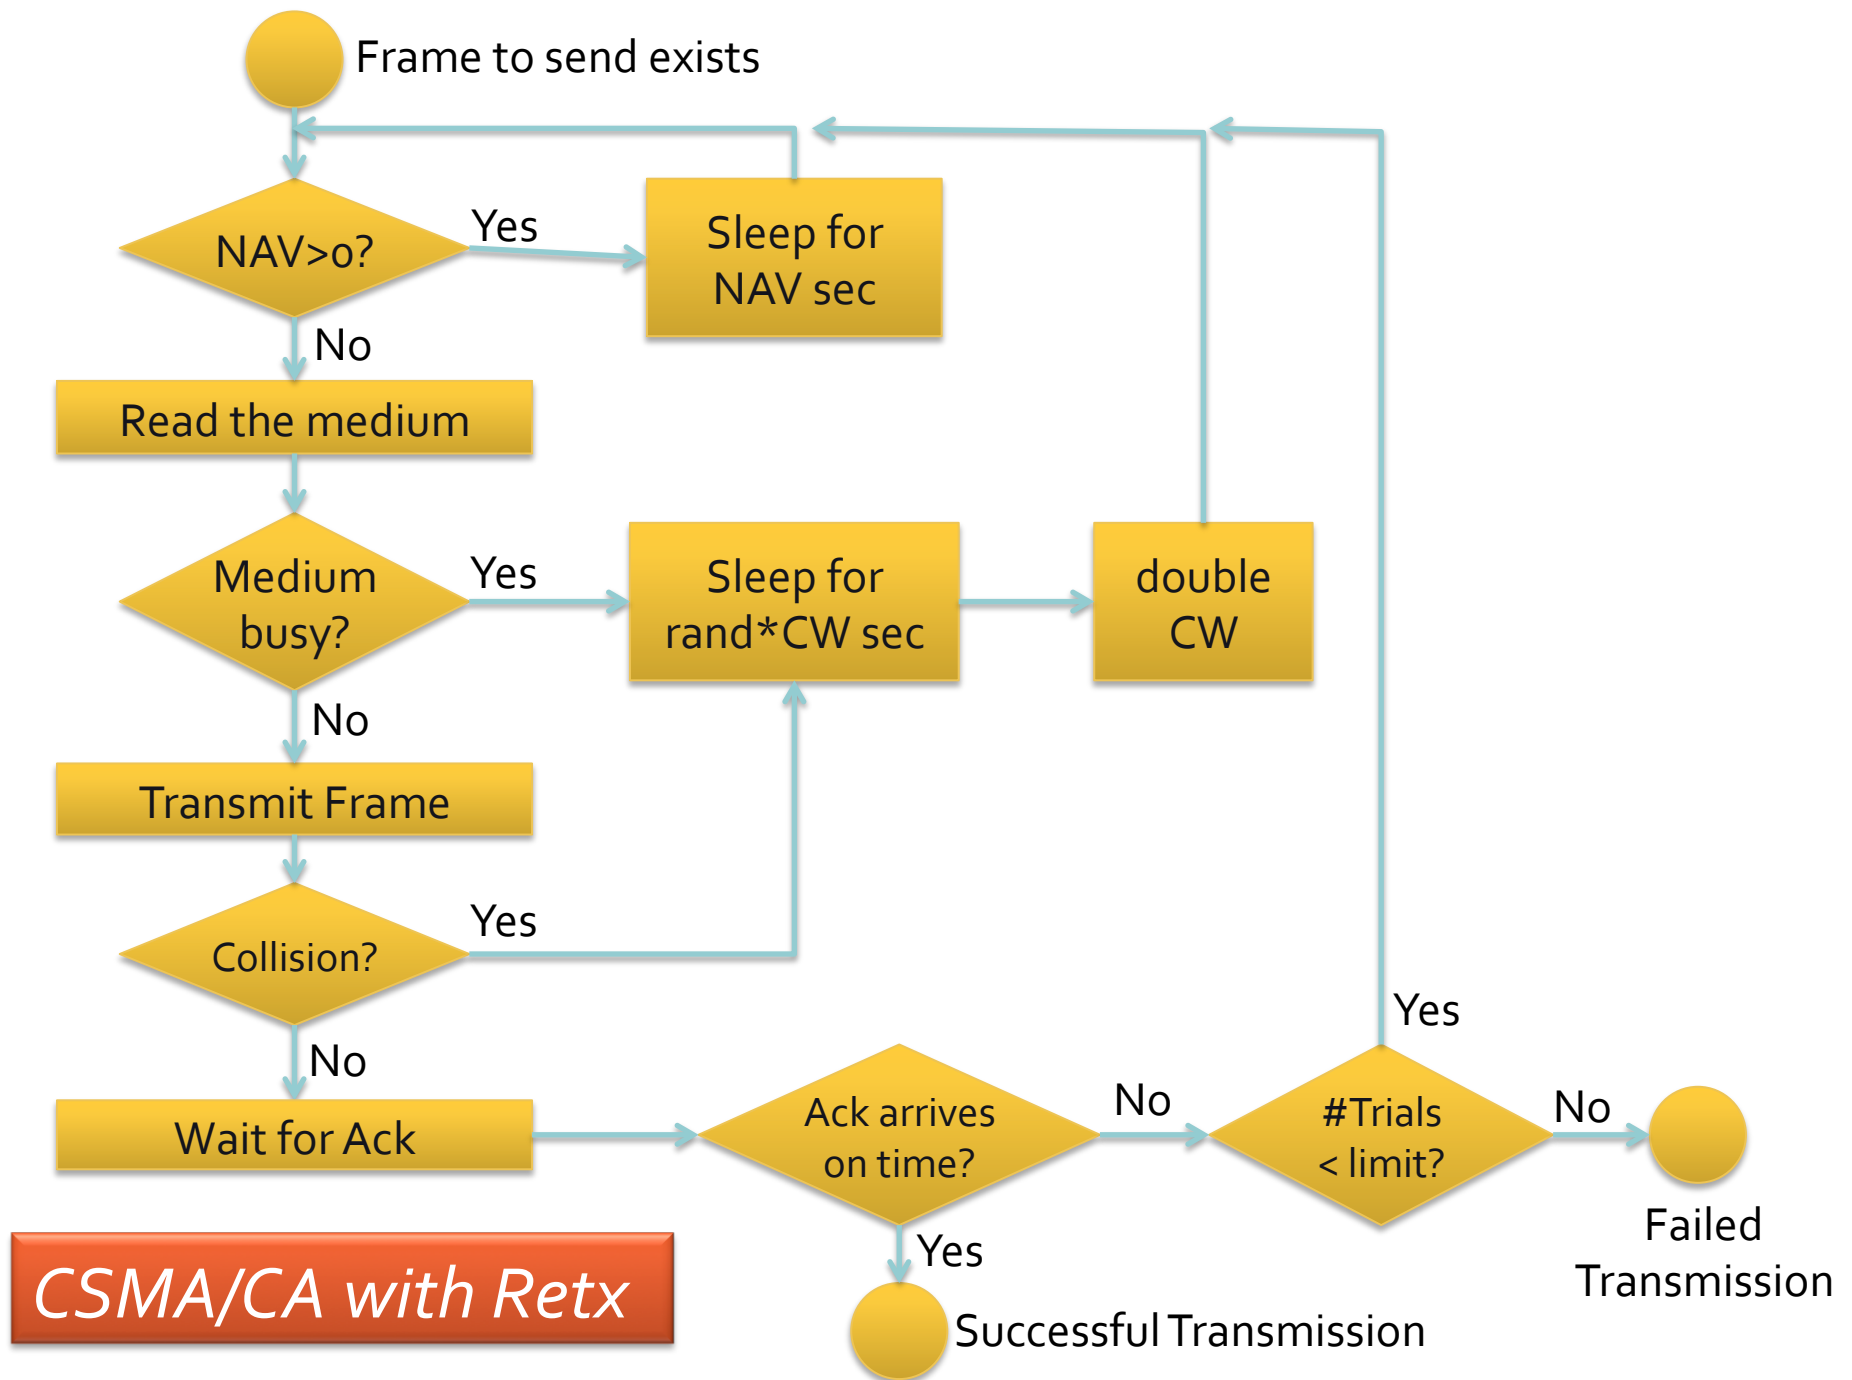 Frame to send exists
NAV>0?
Yes
Sleep for
NAV sec
No
Read the medium
Medium
busy?
Yes
Sleep for
rand*CW sec
double
CW
No
Transmit Frame
Collision?
Yes
No
Wait for Ack
Ack arrives
on time?
No
#Trials
< limit?
Yes
No
Failed
Transmission
Yes
Successful Transmission
CSMA/CA with Retx